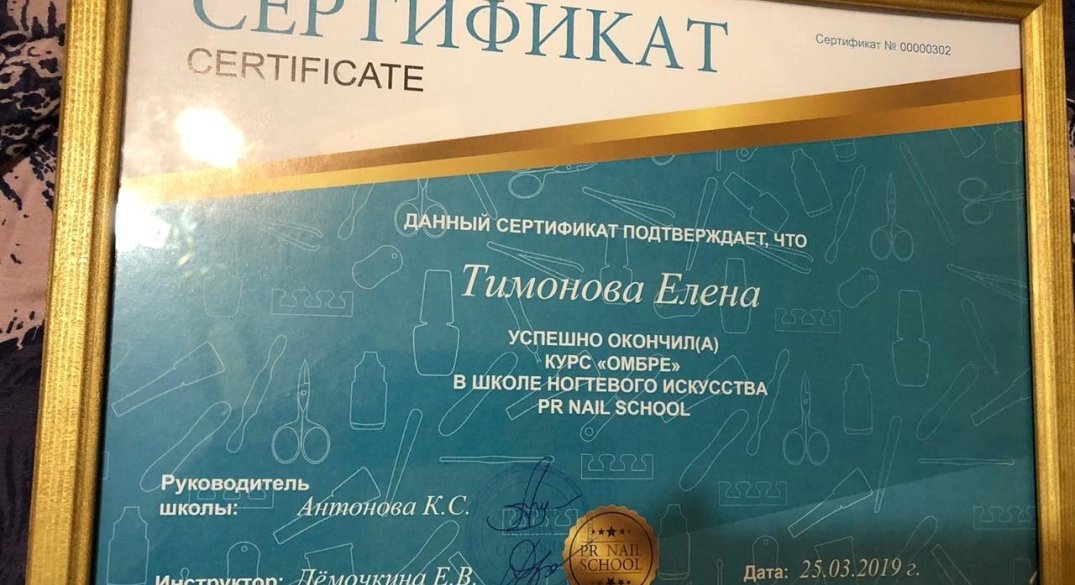 СЕРТИФИКАТ
CERTIFICATE
Сертификат № 00000302
ДАННЫЙ СЕРТИФИКАТ ПОДТВЕРЖДАЕТ, ЧТО
Тимонова Елена
УСПЕШНО ОКОНЧИЛ(А)
КУРС «ОМБРЕ»
В ШКОЛЕ НОГТЕВОГО ИСКУССТВА
PR NAIL SCHOOL
Руководитель
школы: Антонова К.С.
PR NAIL
SCHOOL
Инструктор: Дёмочкина Е.В.
Дата: 25.03.2019 г.